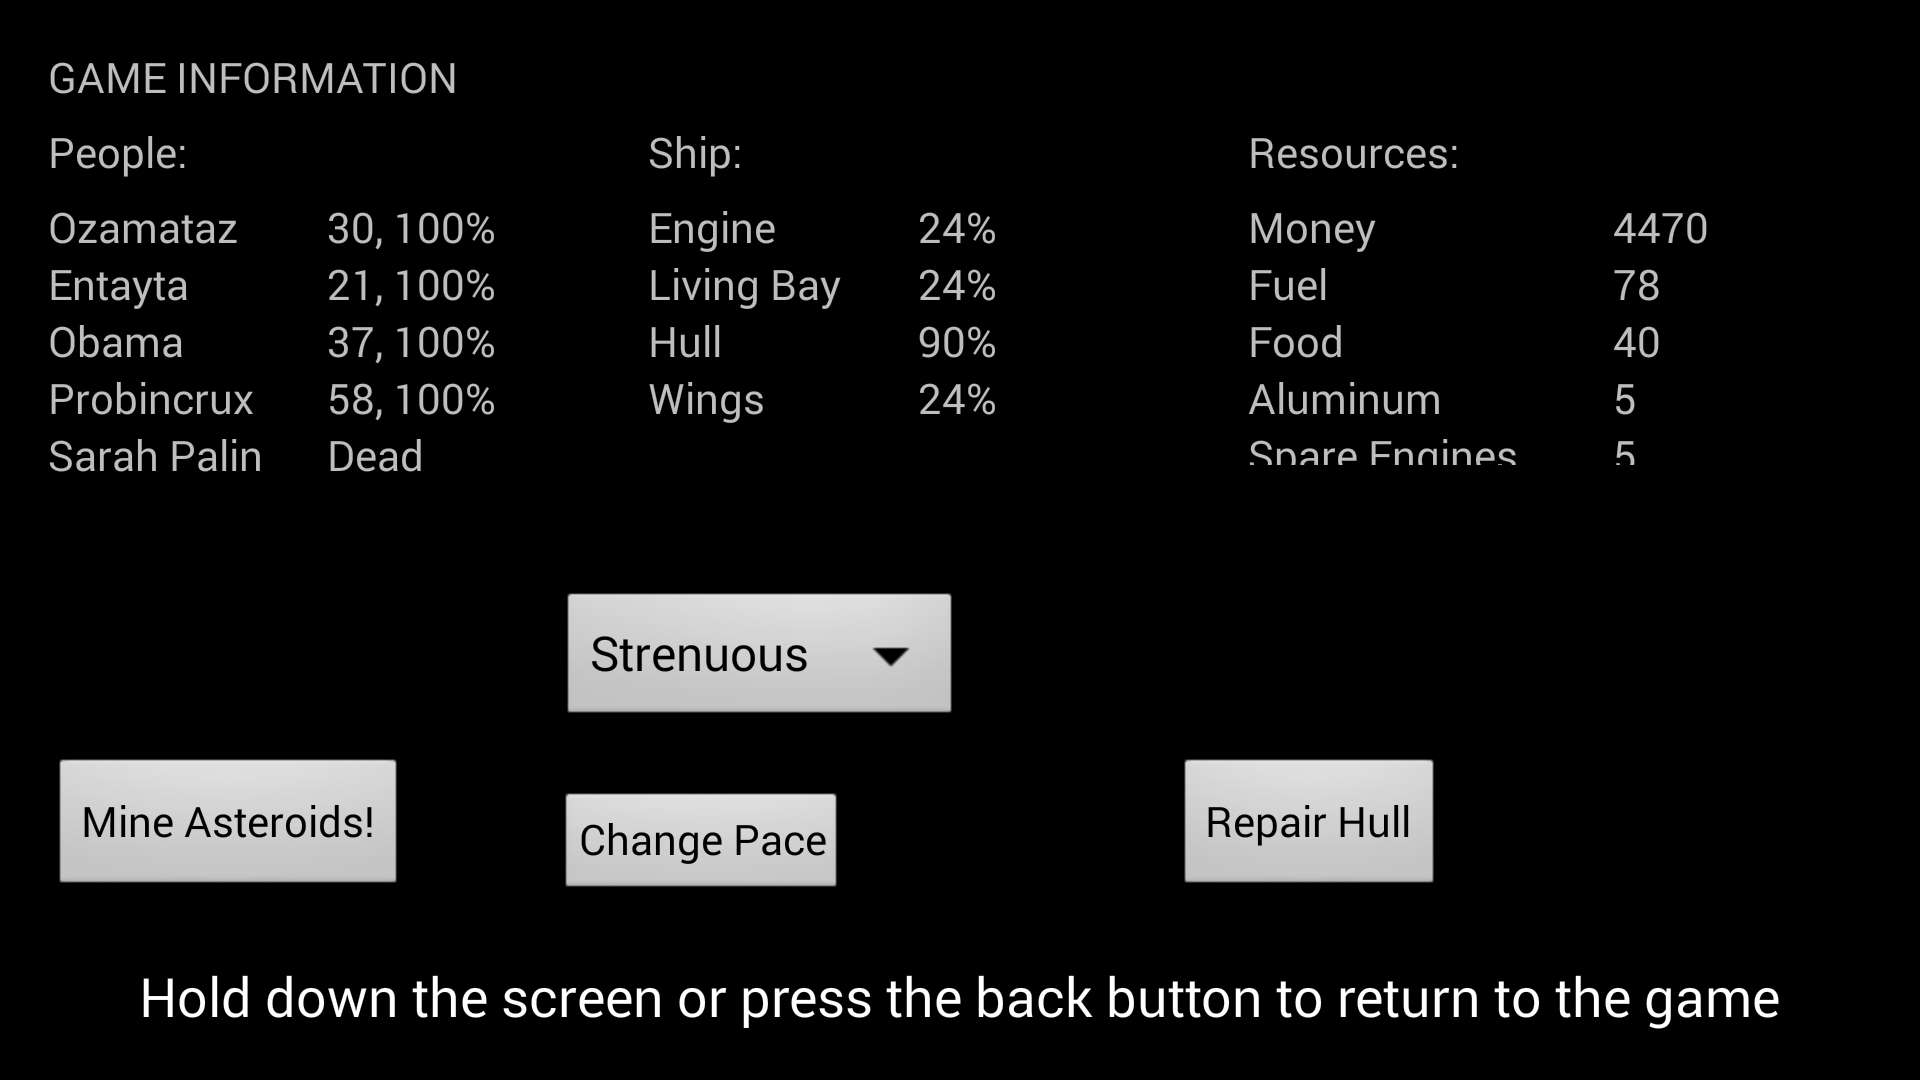 GAME INFORMATION
People:
Ozamataz 30, 100%
Entayta 21, 100%
Obama 37, 100%
Probincrux 58, 100%
Sarah Palin Dead
Ship:
Engine 24%
Living Bay 24%
Hull 90%
Wings 24%
Resources:
Money 4470
Fuel 78
Food 40
Aluminum 5
Spare Engines 5
Strenuous
Mine Asteroids!
Change Pace
Repair Hull
Hold down the screen or press the back button to return to the game